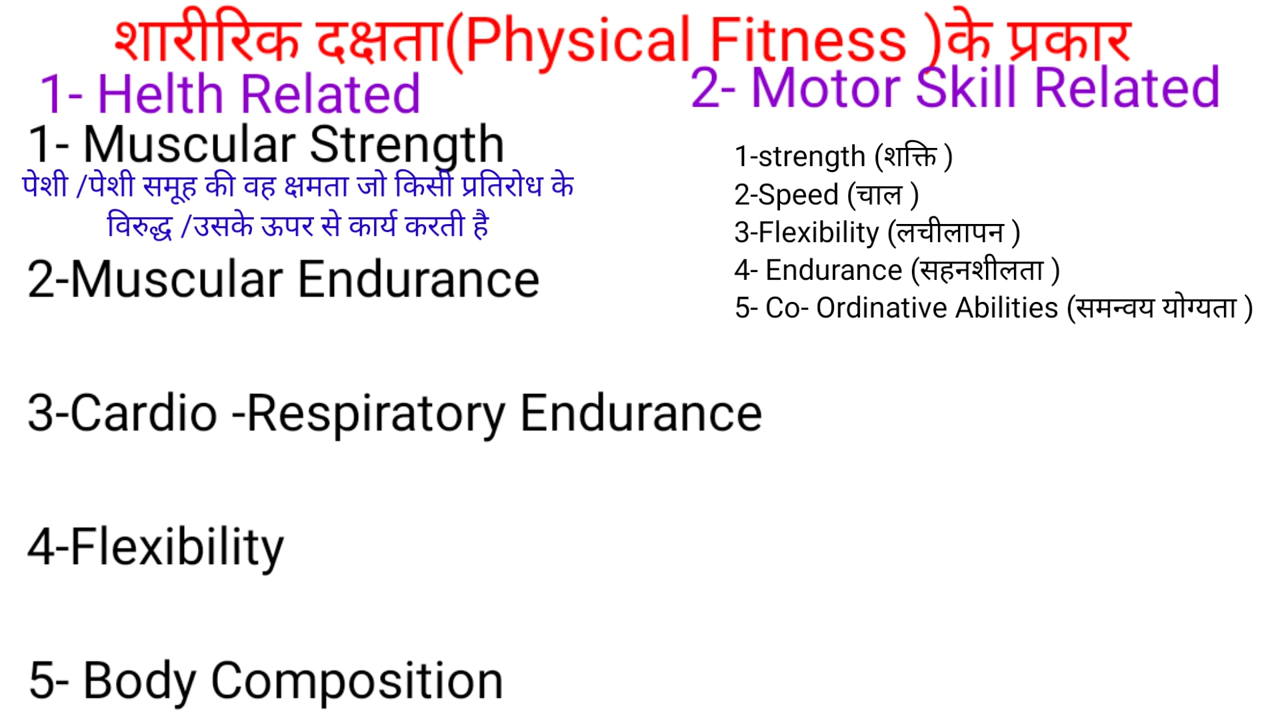 शारीरिक दक्षता(Physical Fitness )के प्रकार
1- Helth Related
1- Muscular Strength
पेशी /पेशी समूह की वह क्षमता जो किसी प्रतिरोध के
विरुद्ध /उसके ऊपर से कार्य करती है
2-Muscular Endurance
3-Cardio -Respiratory Endurance
4-Flexibility
5- Body Composition
2- Motor Skill Related
1-strength (शक्ति )
2-Speed (चाल )
3-Flexibility (लचीलापन )
4- Endurance (सहनशीलता )
5- Co- Ordinative Abilities (समन्वय योग्यता )